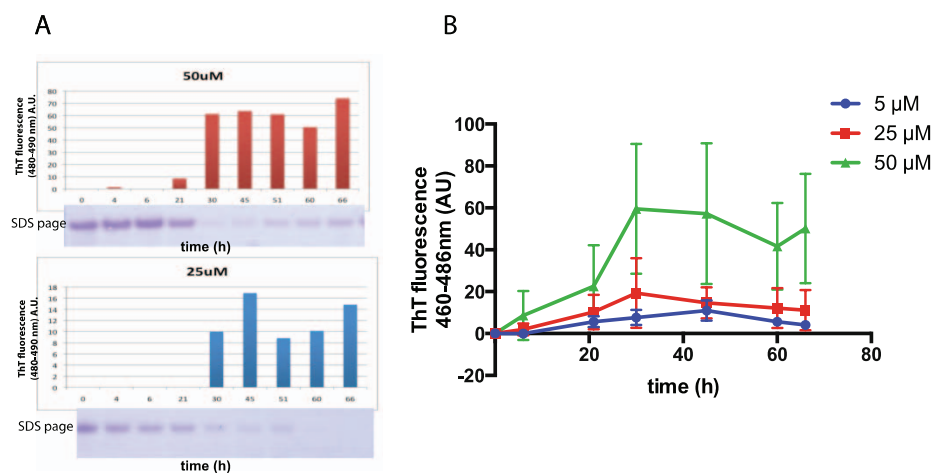 A
50uM
ThT fluorescence
(480-490 nm) A.U.
80
70
60
50
40
30
20
10
0
0 4 6 21 30 45 51 60 66
SDS page
time (h)
25uM
ThT fluorescence
(480-490 nm) A.U.
18
16
14
12
10
8
6
4
2
0
0 4 6 21 30 45 51 60 66
SDS page
time (h)
B
5 µM
25 µM
50 µM
ThT fluorescence
460-486nm (AU)
100
80
60
40
20
0
-20
20 40 60 80
time (h)